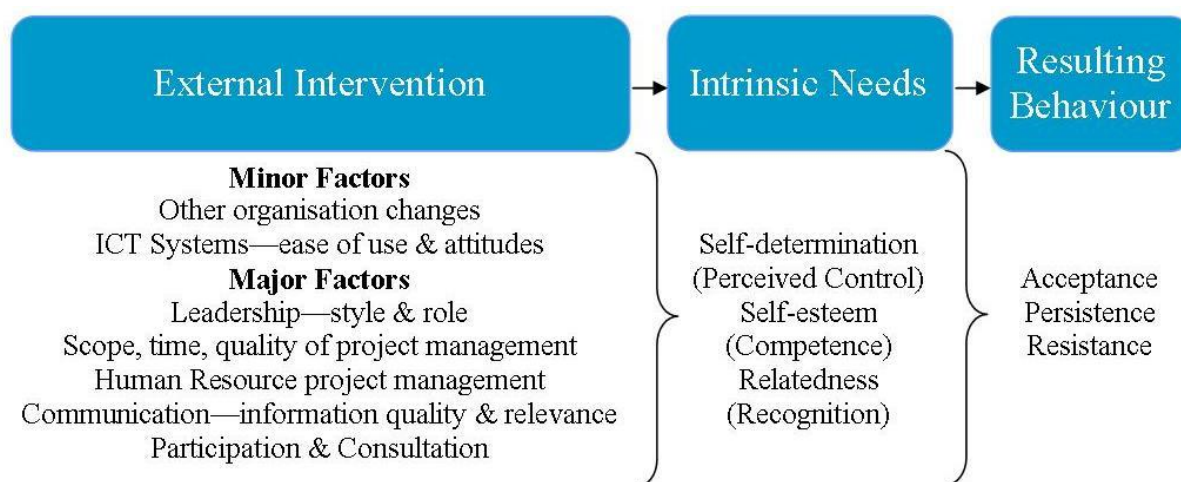 External Intervention
Intrinsic Needs
Resulting
Behaviour
Minor Factors
Other organisation changes
ICT Systems—ease of use & attitudes
Major Factors
Leadership—style & role
Scope, time, quality of project management
Human Resource project management
Communication—information quality & relevance
Participation & Consultation
Self-determination
(Perceived Control)
Self-esteem
(Competence)
Relatedness
(Recognition)
Acceptance
Persistence
Resistance